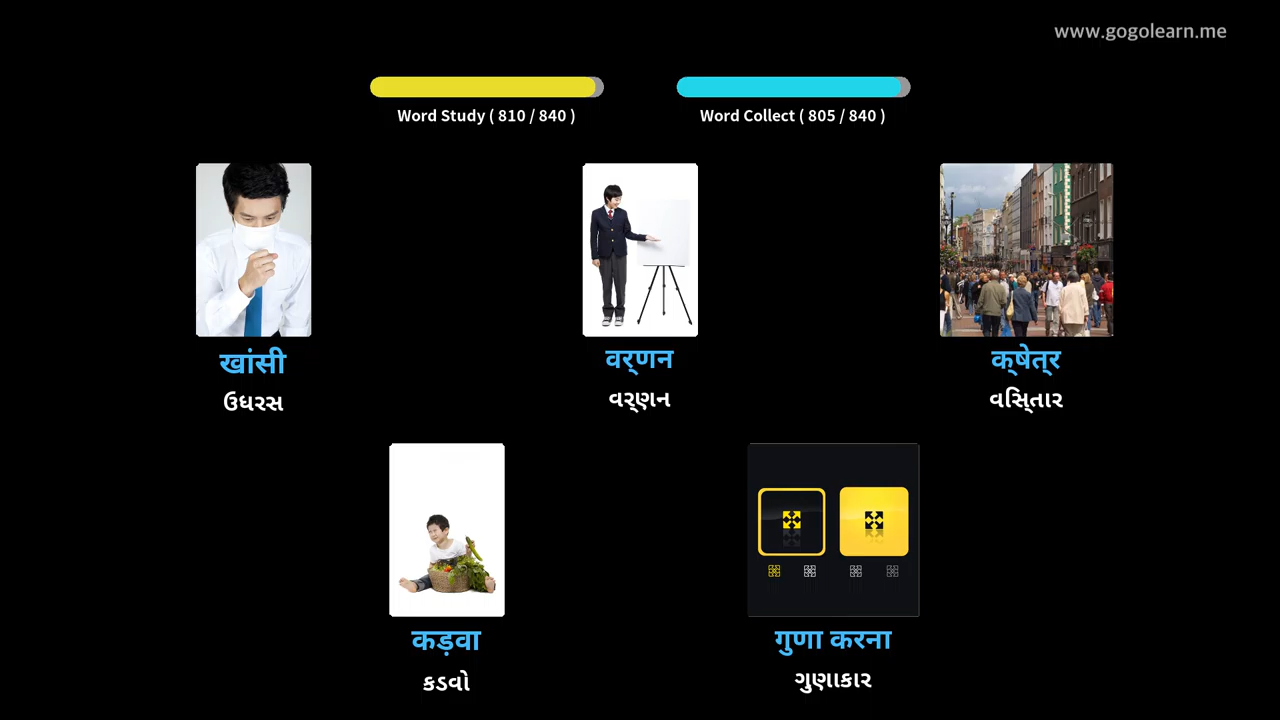 www.gogolearn.me
Word Study ( 810 / 840 )
Word Collect ( 805 / 840 )
खांसी
वर्‌णन
क्‌षेत्‌र
ઉધરસ
વર્‌ણન
વસ્‌િતાર
कड़वा
गुणा करना
કડવો
ગુણાકાર